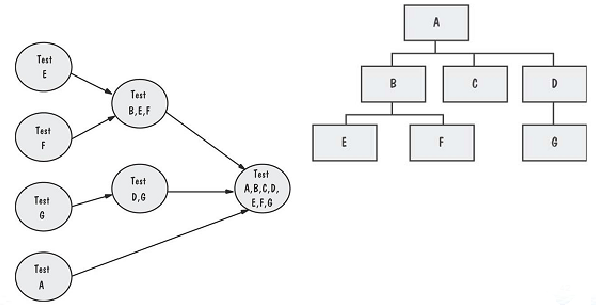 Test
E
Test
F
Test
G
Test
A
Test
B,E,F
Test
D,G
Test
A,B,C,D,
E,F,G
A
B
C
D
E
F
G